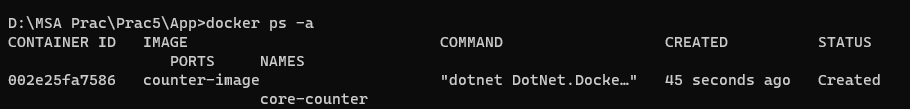 D:\MSA Prac\Prac5\App>docker ps -a
CONTAINER ID   IMAGE                    COMMAND                  CREATED          STATUS
   PORTS     NAMES
002e25fa7586   counter-image            "dotnet DotNet.Docke…"   45 seconds ago   Created
             core-counter